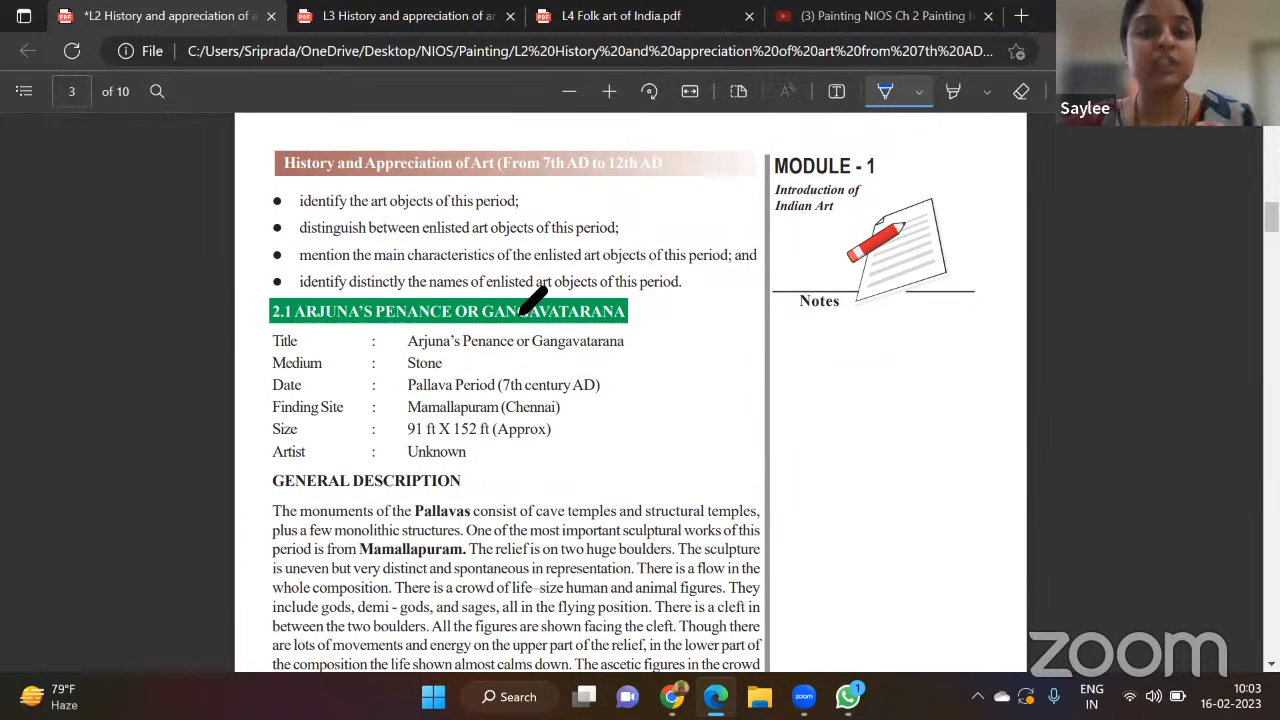 *L2 History and appreciation of a
L3 History and appreciation of Art
L4 Folk art of India.pdf
(3) Painting NIOS Ch 2 Painting
File
C:/Users/Sriprada/OneDrive/Desktop/NIOS/Painting/L2%20History%20and%20appreciation%20of%20art%20from%207th%20AD...
3 of 10
Saylee
History and Appreciation of Art (From 7th AD to 12th AD
MODULE - 1
Introduction of
Indian Art
Notes
identify the art objects of this period;
distinguish between enlisted art objects of this period;
mention the main characteristics of the enlisted art objects of this period; and
identify distinctly the names of enlisted art objects of this period.
2.1 ARJUNA'S PENANCE OR GANGAVATARANA
Title : Arjuna's Penance or Gangavatarana
Medium : Stone
Date : Pallava Period (7th century AD)
Finding Site : Mamallapuram (Chennai)
Size : 91 ft X 152 ft (Approx)
Artist : Unknown
GENERAL DESCRIPTION
The monuments of the Pallavas consist of cave temples and structural temples,
plus a few monolithic structures. One of the most important sculptural works of this
period is from Mamallapuram. The relief is on two huge boulders. The sculpture
is uneven but very distinct and spontaneous in representation. There is a flow in the
whole composition. There is a crowd of life–size human and animal figures. They
include gods, demi - gods, and sages, all in the flying position. There is a cleft in
between the two boulders. All the figures are shown facing the cleft. Though there
are lots of movements and energy on the upper part of the relief, in the lower part of
the composition the life shown almost calms down. The ascetic figures in the crowd
zoom
79°F
Haze
Search
zoom
1
ENG
IN
10:03
16-02-2023